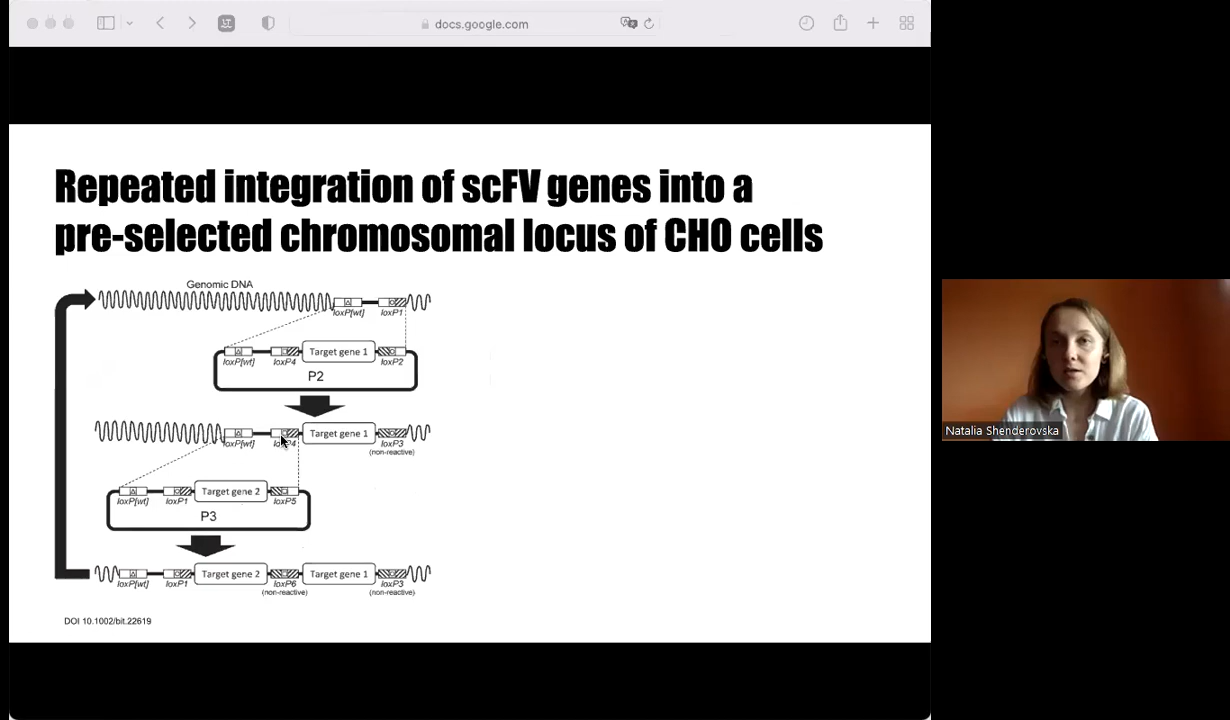 docs.google.com
Repeated integration of scFV genes into a
pre-selected chromosomal locus of CHO cells
Genomic DNA
loxP[wt] loxP1
Target gene 1
loxP[wt] loxP4 loxP2
P2
Target gene 1
loxP[wt] loxP4 loxP3
(non-reactive)
Target gene 2
loxP[wt] loxP1 loxP5
P3
Target gene 2 Target gene 1
loxP[wt] loxP1 loxP6 loxP3
(non-reactive) (non-reactive)
DOI 10.1002/bit.22619
Natalia Shenderovska